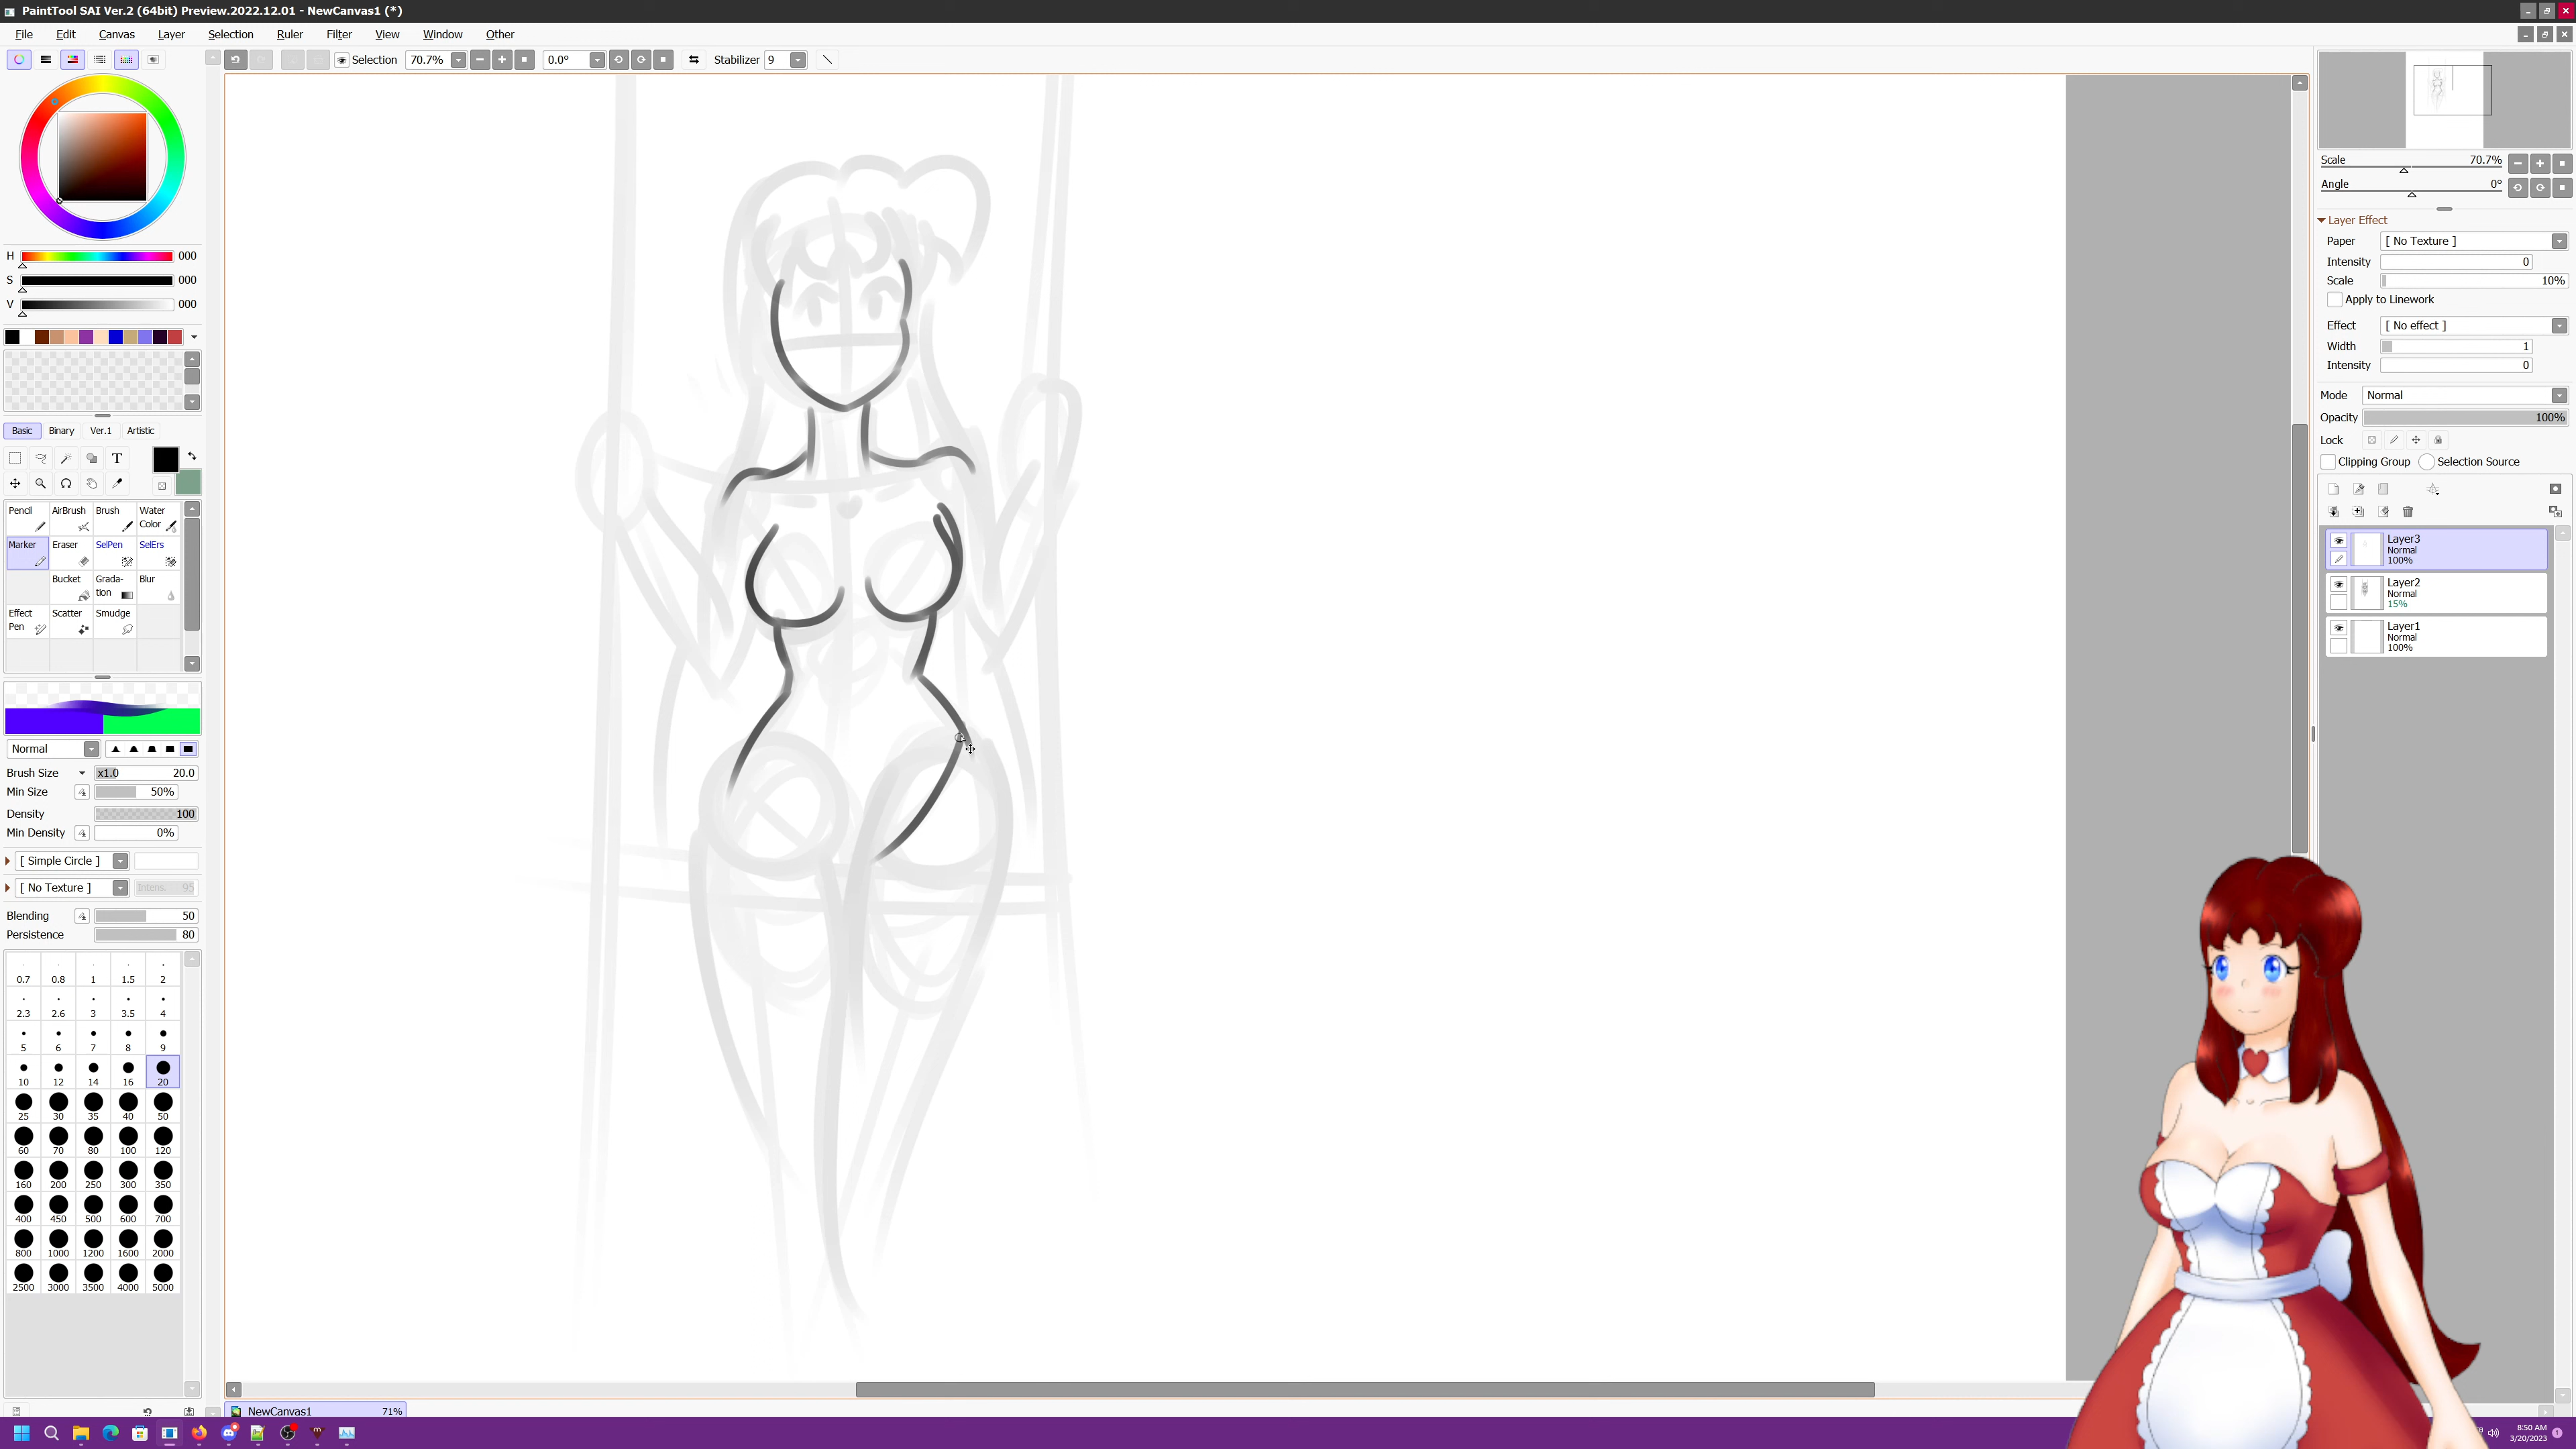 PaintTool SAI Ver.2 (64bit) Preview.2022.12.01 - NewCanvas1 (*)
File Edit Canvas Layer Selection Ruler Filter View Window Other
Selection 70.7% 0.0° Stabilizer 9
Scale 70.7%
Angle 0°
Layer Effect
Paper [ No Texture ]
Intensity 0
Scale 10%
Apply to Linework
Effect [ No effect ]
Width 1
Intensity 0
Mode Normal
Opacity 100%
Lock
Clipping Group Selection Source
Layer3
Normal
100%
Layer2
Normal
15%
Layer1
Normal
100%
H 000
S 000
V 000
Basic Binary Ver.1 Artistic
T
Pencil AirBrush Brush Water Color
Marker Eraser SelPen SelErs
Bucket Grada-tion Blur
Effect Pen Scatter Smudge
Normal
Brush Size x1.0 20.0
Min Size 50%
Density 100
Min Density 0%
[ Simple Circle ]
[ No Texture ] Intens. 95
Blending 50
Persistence 80
0.7 0.8 1 1.5 2
2.3 2.6 3 3.5 4
5 6 7 8 9
10 12 14 16 20
25 30 35 40 50
60 70 80 100 120
160 200 250 300 350
400 450 500 600 700
800 1000 1200 1600 2000
2500 3000 3500 4000 5000
NewCanvas1 71%
8:50 AM
3/20/2023
1